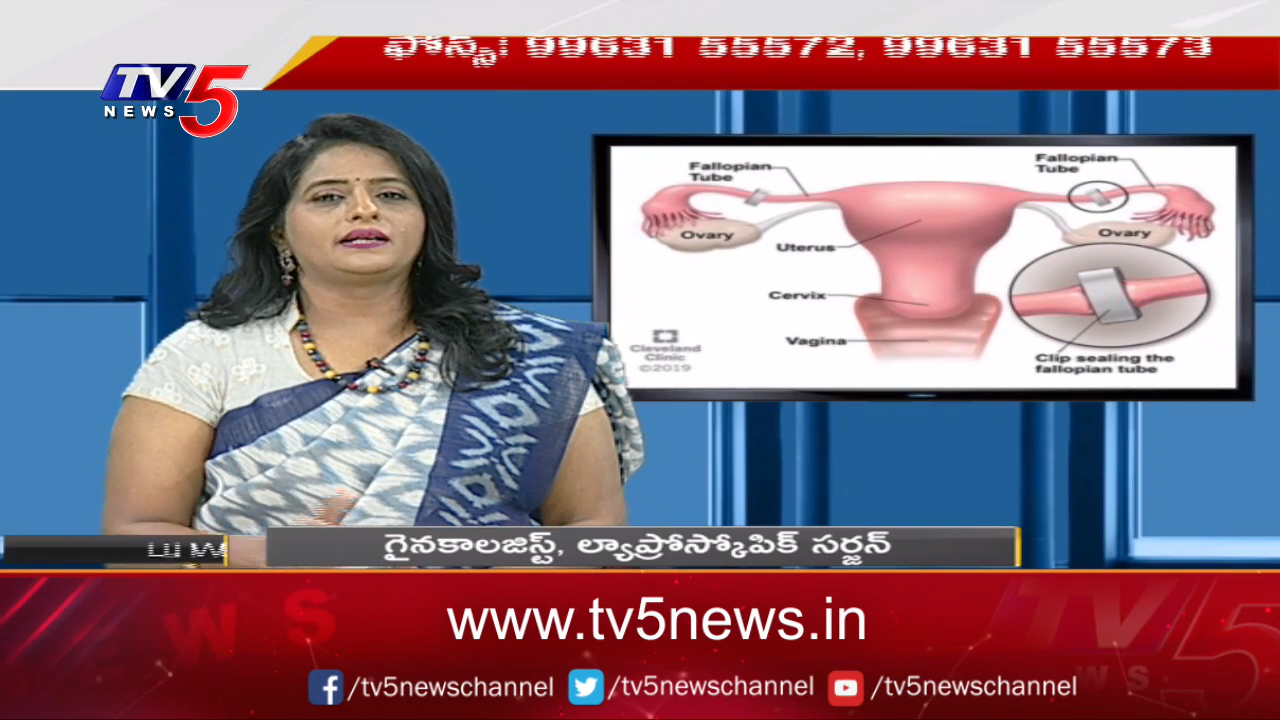 ఫోన్స్: 99631 55572, 99631 55573
TV5
NEWS
Fallopian
Tube
Fallopian
Tube
Ovary
Ovary
Uterus
Cervix
Vagina
Cleveland
Clinic
©2019
Clip sealing the
fallopian tube
గైనకాలజిస్ట్, ల్యాప్రోస్కోపిక్ సర్జన్
www.tv5news.in
/tv5newschannel /tv5newschannel /tv5newschannel